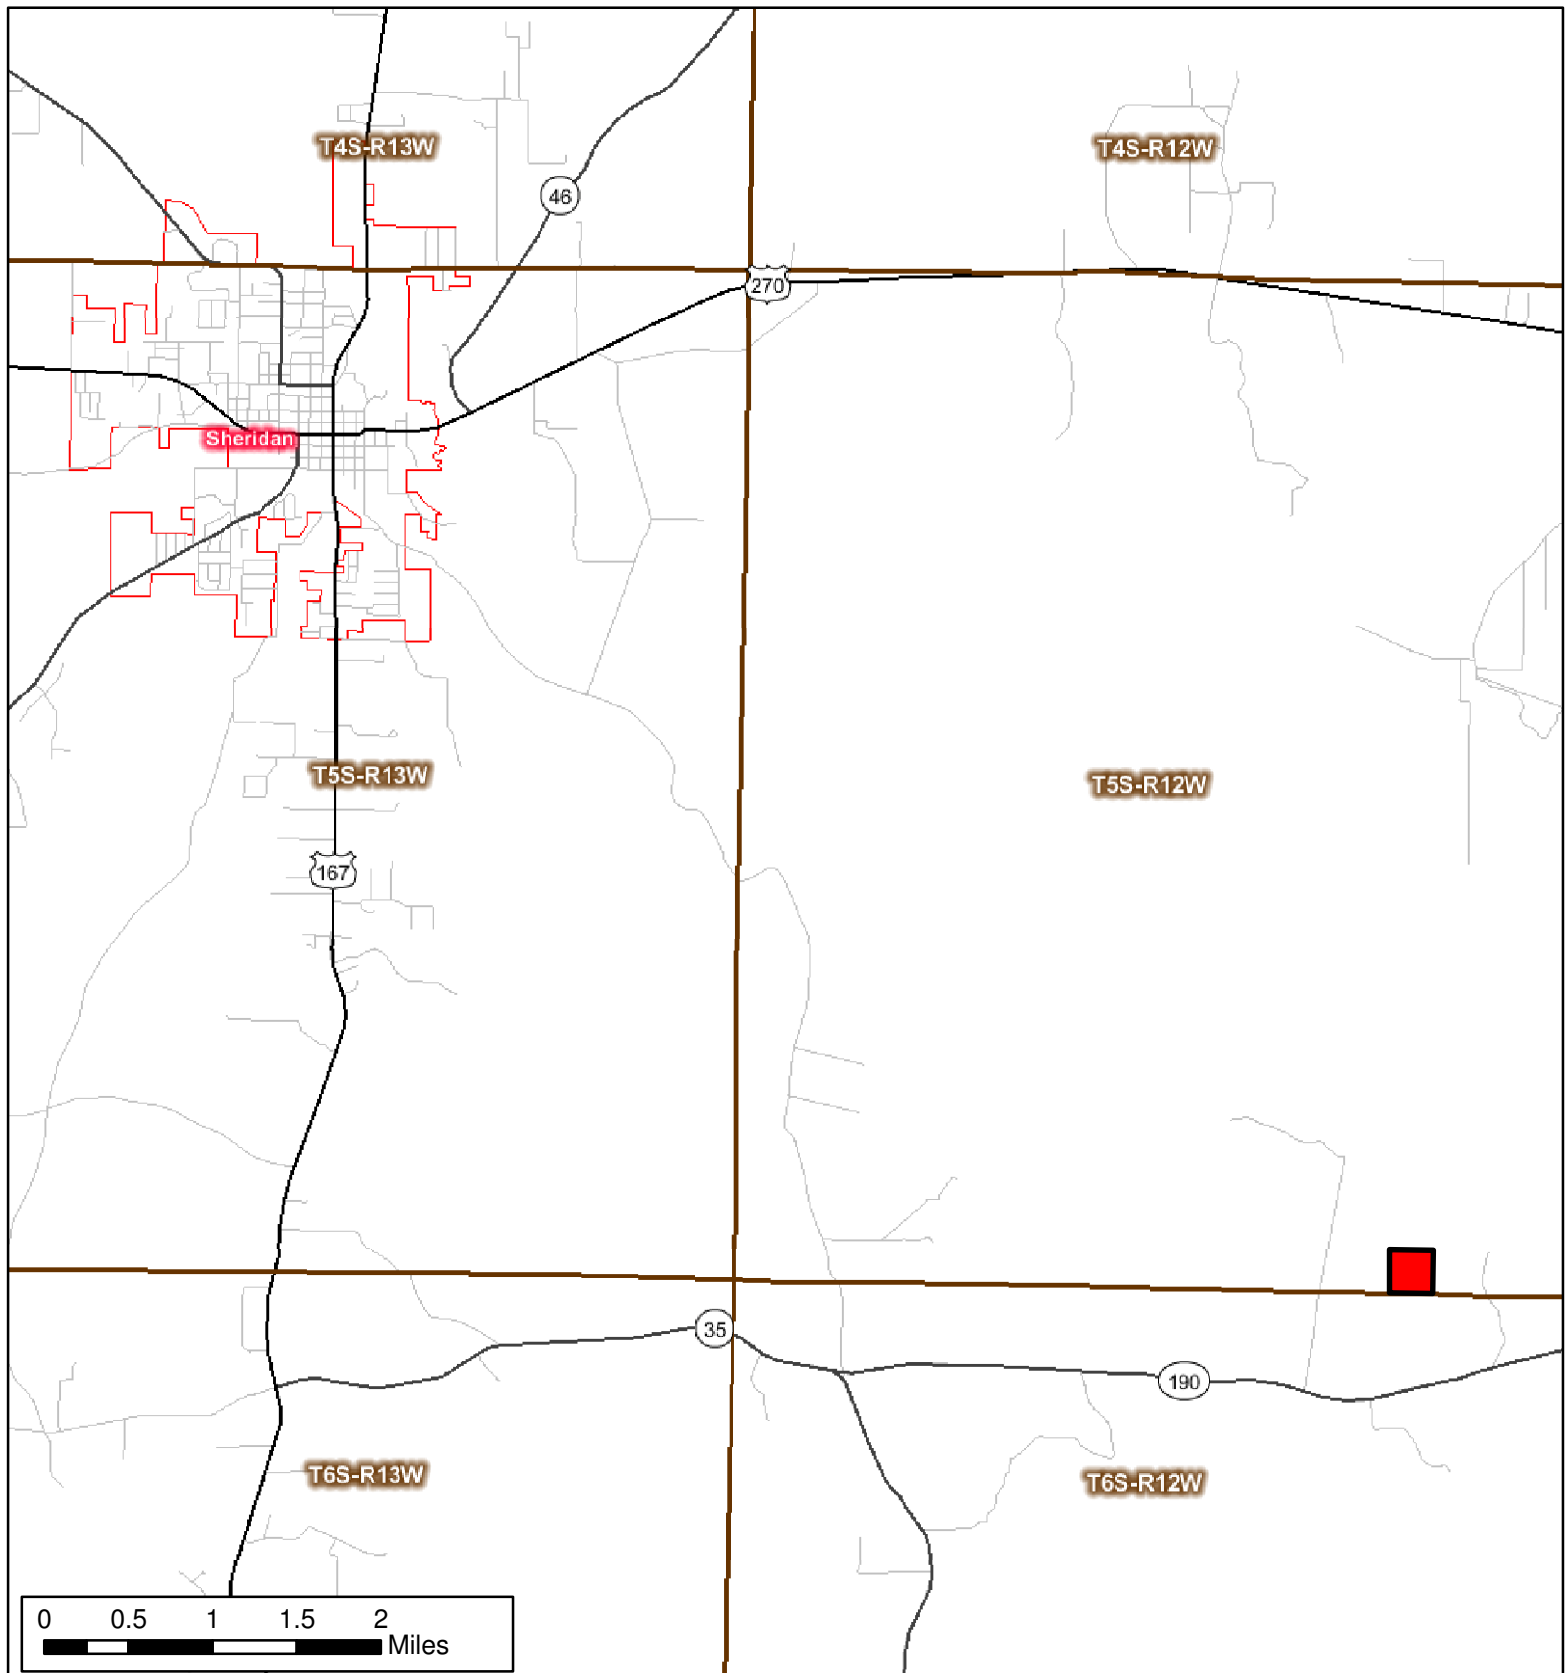 T4S-R13W
T4S-R12W
46
270
Sheridan
T5S-R13W
T5S-R12W
167
35
190
T6S-R13W
T6S-R12W
0 0.5 1 1.5 2
Miles